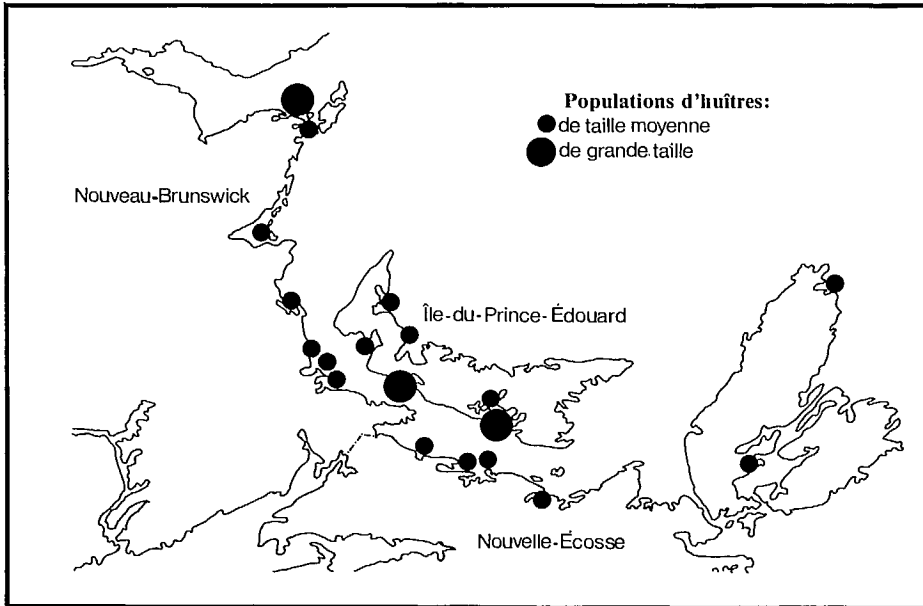 Populations d'huîtres:
de taille moyenne
de grande taille
Nouveau-Brunswick
Île-du-Prince-Édouard
Nouvelle-Écosse